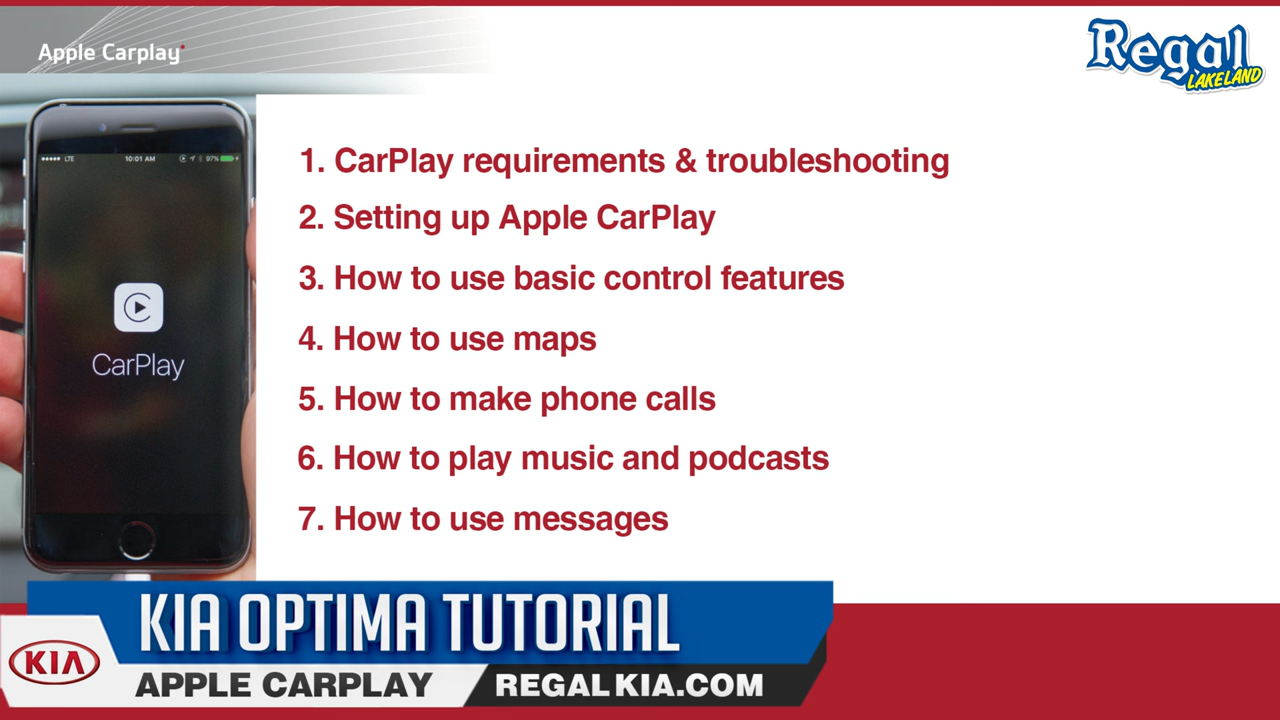 Apple Carplay
Regal
LAKELAND
LTE 10:01 AM 97%
CarPlay
1. CarPlay requirements & troubleshooting
2. Setting up Apple CarPlay
3. How to use basic control features
4. How to use maps
5. How to make phone calls
6. How to play music and podcasts
7. How to use messages
KIA OPTIMA TUTORIAL
KIA
APPLE CARPLAY
REGALKIA.COM